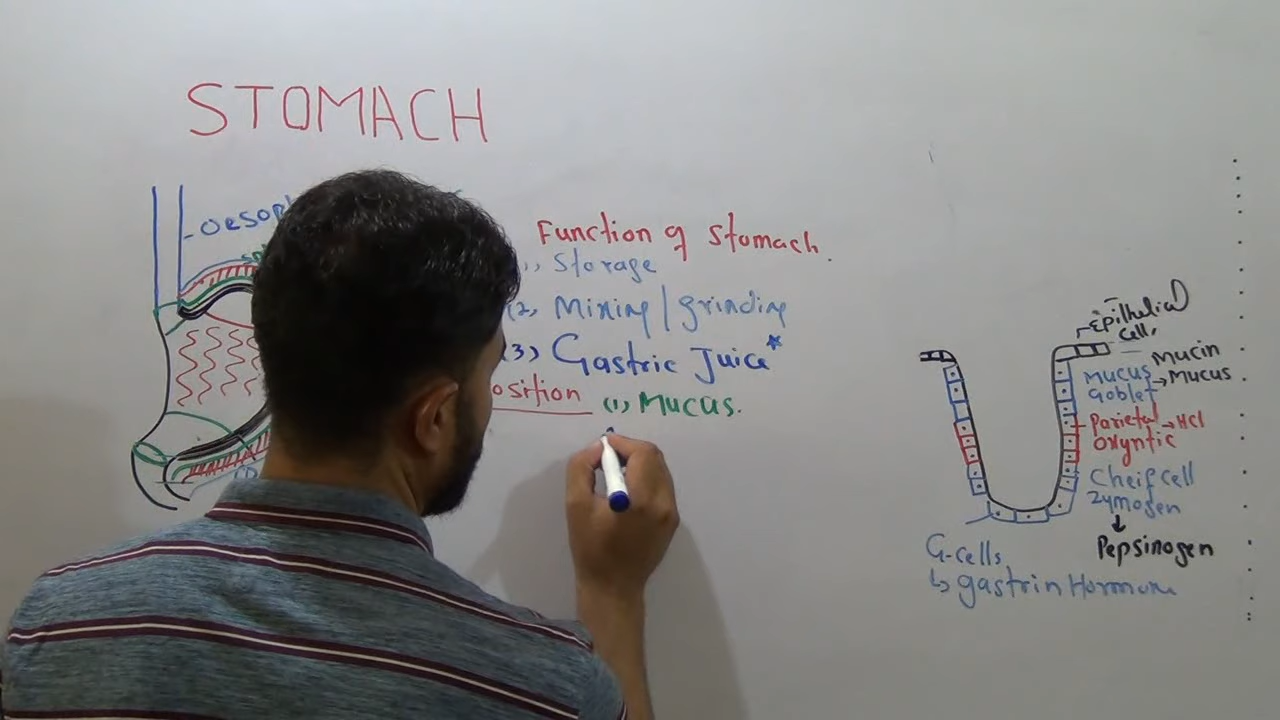 STOMACH
Oesop
Function of Stomach.
Storage
(2) Mixing/grinding
(3) Gastric Juice*
osition (1) Mucus.
Epithelial
Cell,
Mucin
Mucus → Mucus
Goblet
Parietal → HCl
Oxyntic
Cheif cell
Zymogen
↓
Pepsinogen
G-cells
↳ gastrin Hormone